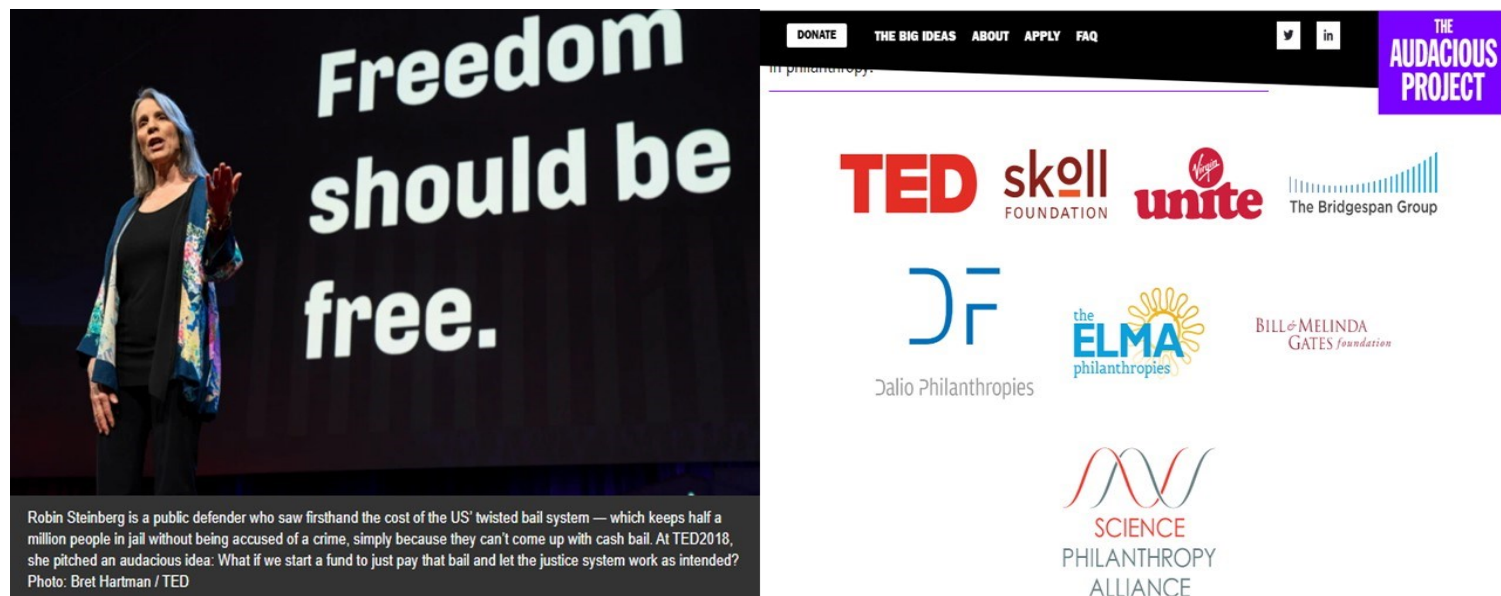 Freedom
should be
free.
Robin Steinberg is a public defender who saw firsthand the cost of the US' twisted bail system — which keeps half a
million people in jail without being accused of a crime, simply because they can't come up with cash bail. At TED2018,
she pitched an audacious idea: What if we start a fund to just pay that bail and let the justice system work as intended?
Photo: Bret Hartman / TED
DONATE THE BIG IDEAS ABOUT APPLY FAQ
in
THE
AUDACIOUS
PROJECT
in philanthropy.
TED
skoll
FOUNDATION
Virgin
unite
The Bridgespan Group
DF
Dalio Philanthropies
the
ELMA
philanthropies
BILL & MELINDA
GATES foundation
SCIENCE
PHILANTHROPY
ALLIANCE